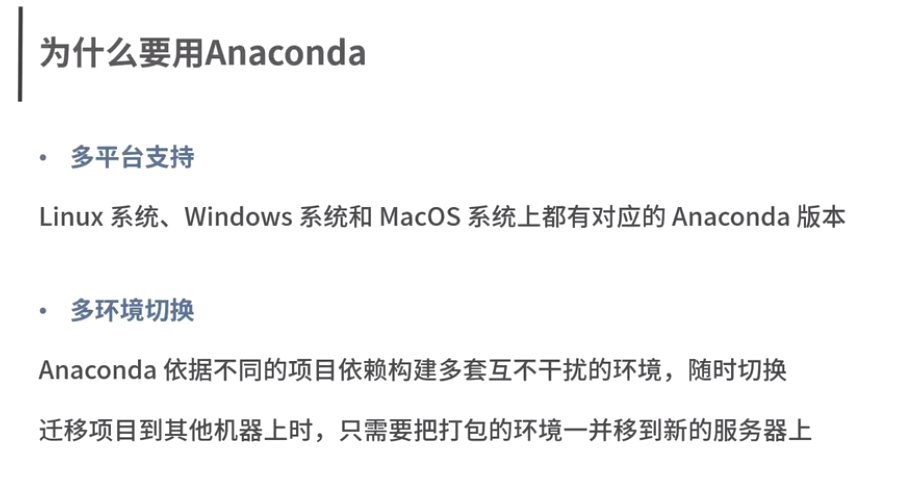 为什么要用Anaconda
• 多平台支持
Linux 系统、Windows 系统和 MacOS 系统上都有对应的 Anaconda 版本
• 多环境切换
Anaconda 依据不同的项目依赖构建多套互不干扰的环境，随时切换
迁移项目到其他机器上时，只需要把打包的环境一并移到新的服务器上